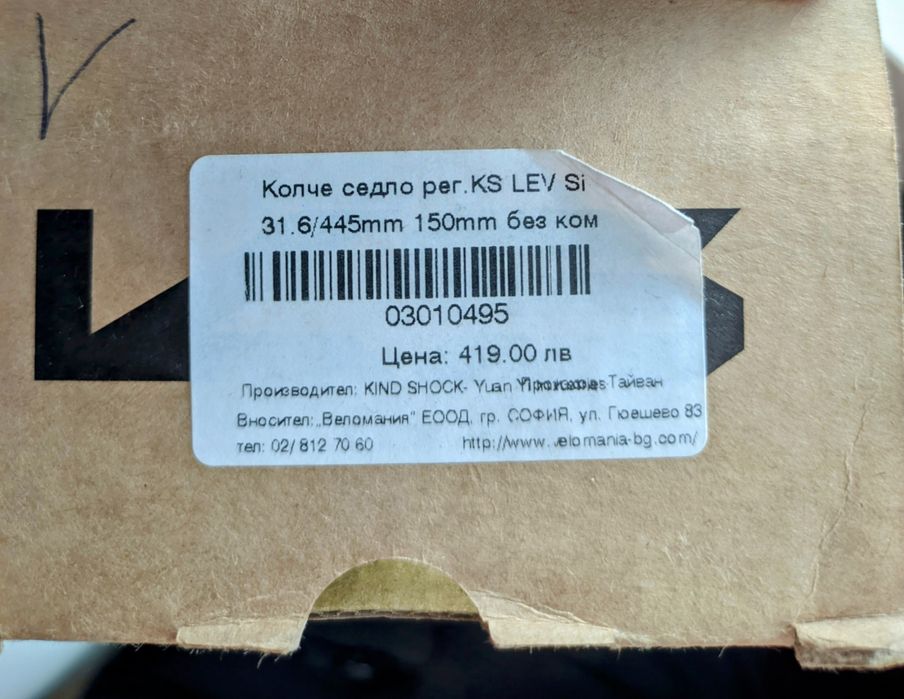 Колче седло рег.KS LEV Si
31.6/445mm 150mm без ком
03010495
Цена: 419.00 лв
Производител: KIND SHOCK- Yuan Тайван
Вносител:„Веломания" ЕООД, гр. СОФИЯ, ул. Гюешево 83
тел: 02/ 812 70 60 http://www.velomania-bg.com/